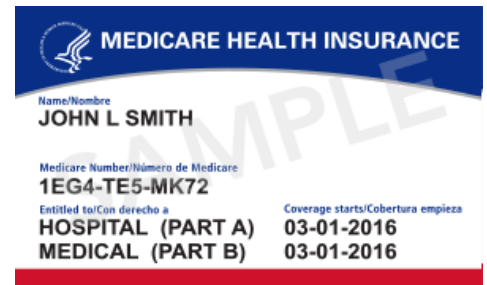 MEDICARE HEALTH INSURANCE
SAMPLE
Name/Nombre
JOHN L SMITH
Medicare Number/Número de Medicare
1EG4-TE5-MK72
Entitled to/Con derecho a Coverage starts/Cobertura empieza
HOSPITAL (PART A) 03-01-2016
MEDICAL (PART B) 03-01-2016